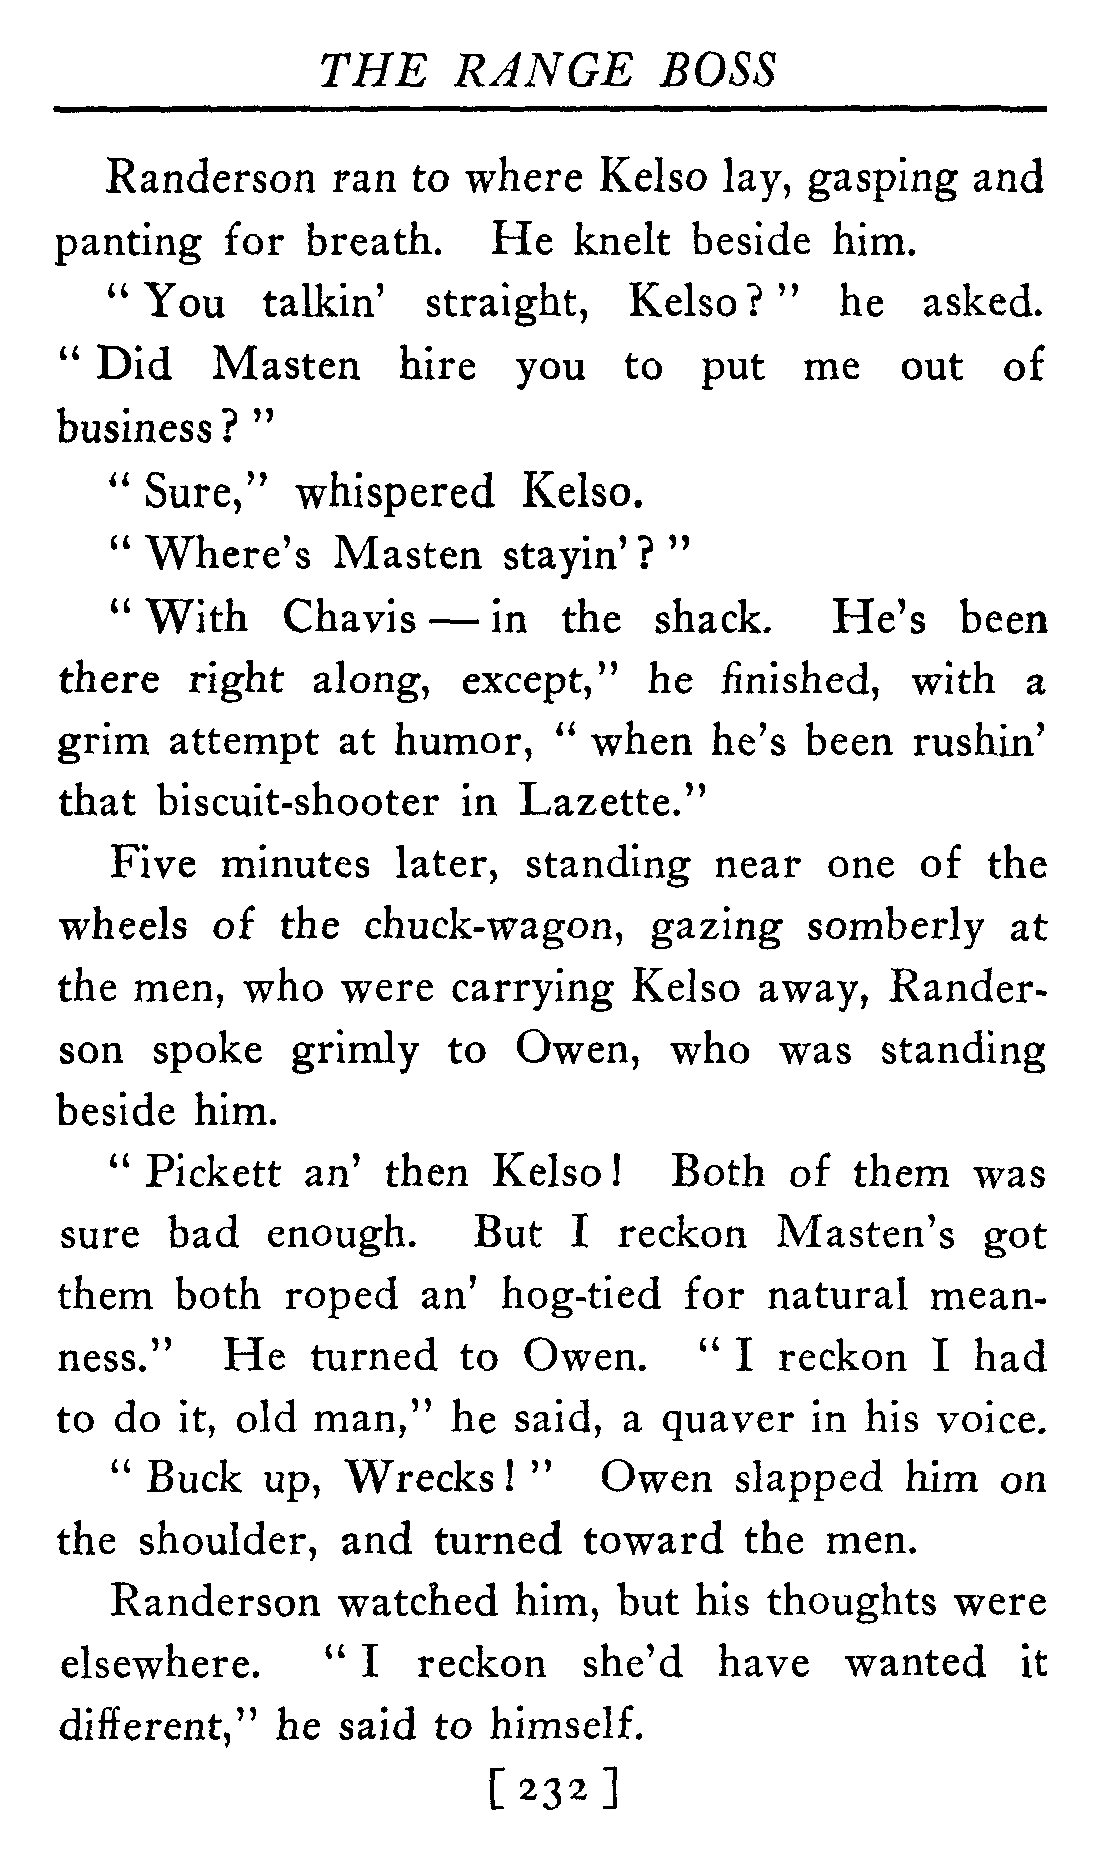 THE RANGE BOSS
Randerson ran to where Kelso lay, gasping and
panting for breath. He knelt beside him.
" You talkin' straight, Kelso? " he asked.
" Did Masten hire you to put me out of
business? "
" Sure," whispered Kelso.
" Where's Masten stayin'? "
" With Chavis — in the shack. He's been
there right along, except," he finished, with a
grim attempt at humor, " when he's been rushin'
that biscuit-shooter in Lazette."
Five minutes later, standing near one of the
wheels of the chuck-wagon, gazing somberly at
the men, who were carrying Kelso away, Rander-
son spoke grimly to Owen, who was standing
beside him.
" Pickett an' then Kelso! Both of them was
sure bad enough. But I reckon Masten's got
them both roped an' hog-tied for natural mean-
ness." He turned to Owen. " I reckon I had
to do it, old man," he said, a quaver in his voice.
" Buck up, Wrecks! " Owen slapped him on
the shoulder, and turned toward the men.
Randerson watched him, but his thoughts were
elsewhere. " I reckon she'd have wanted it
different," he said to himself.
[ 232 ]